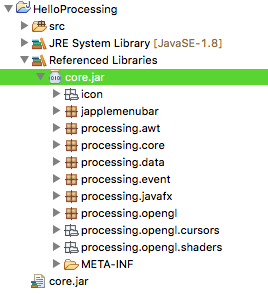 HelloProcessing
src
JRE System Library [JavaSE-1.8]
Referenced Libraries
core.jar
icon
japplemenubar
processing.awt
processing.core
processing.data
processing.event
processing.javafx
processing.opengl
processing.opengl.cursors
processing.opengl.shaders
META-INF
core.jar